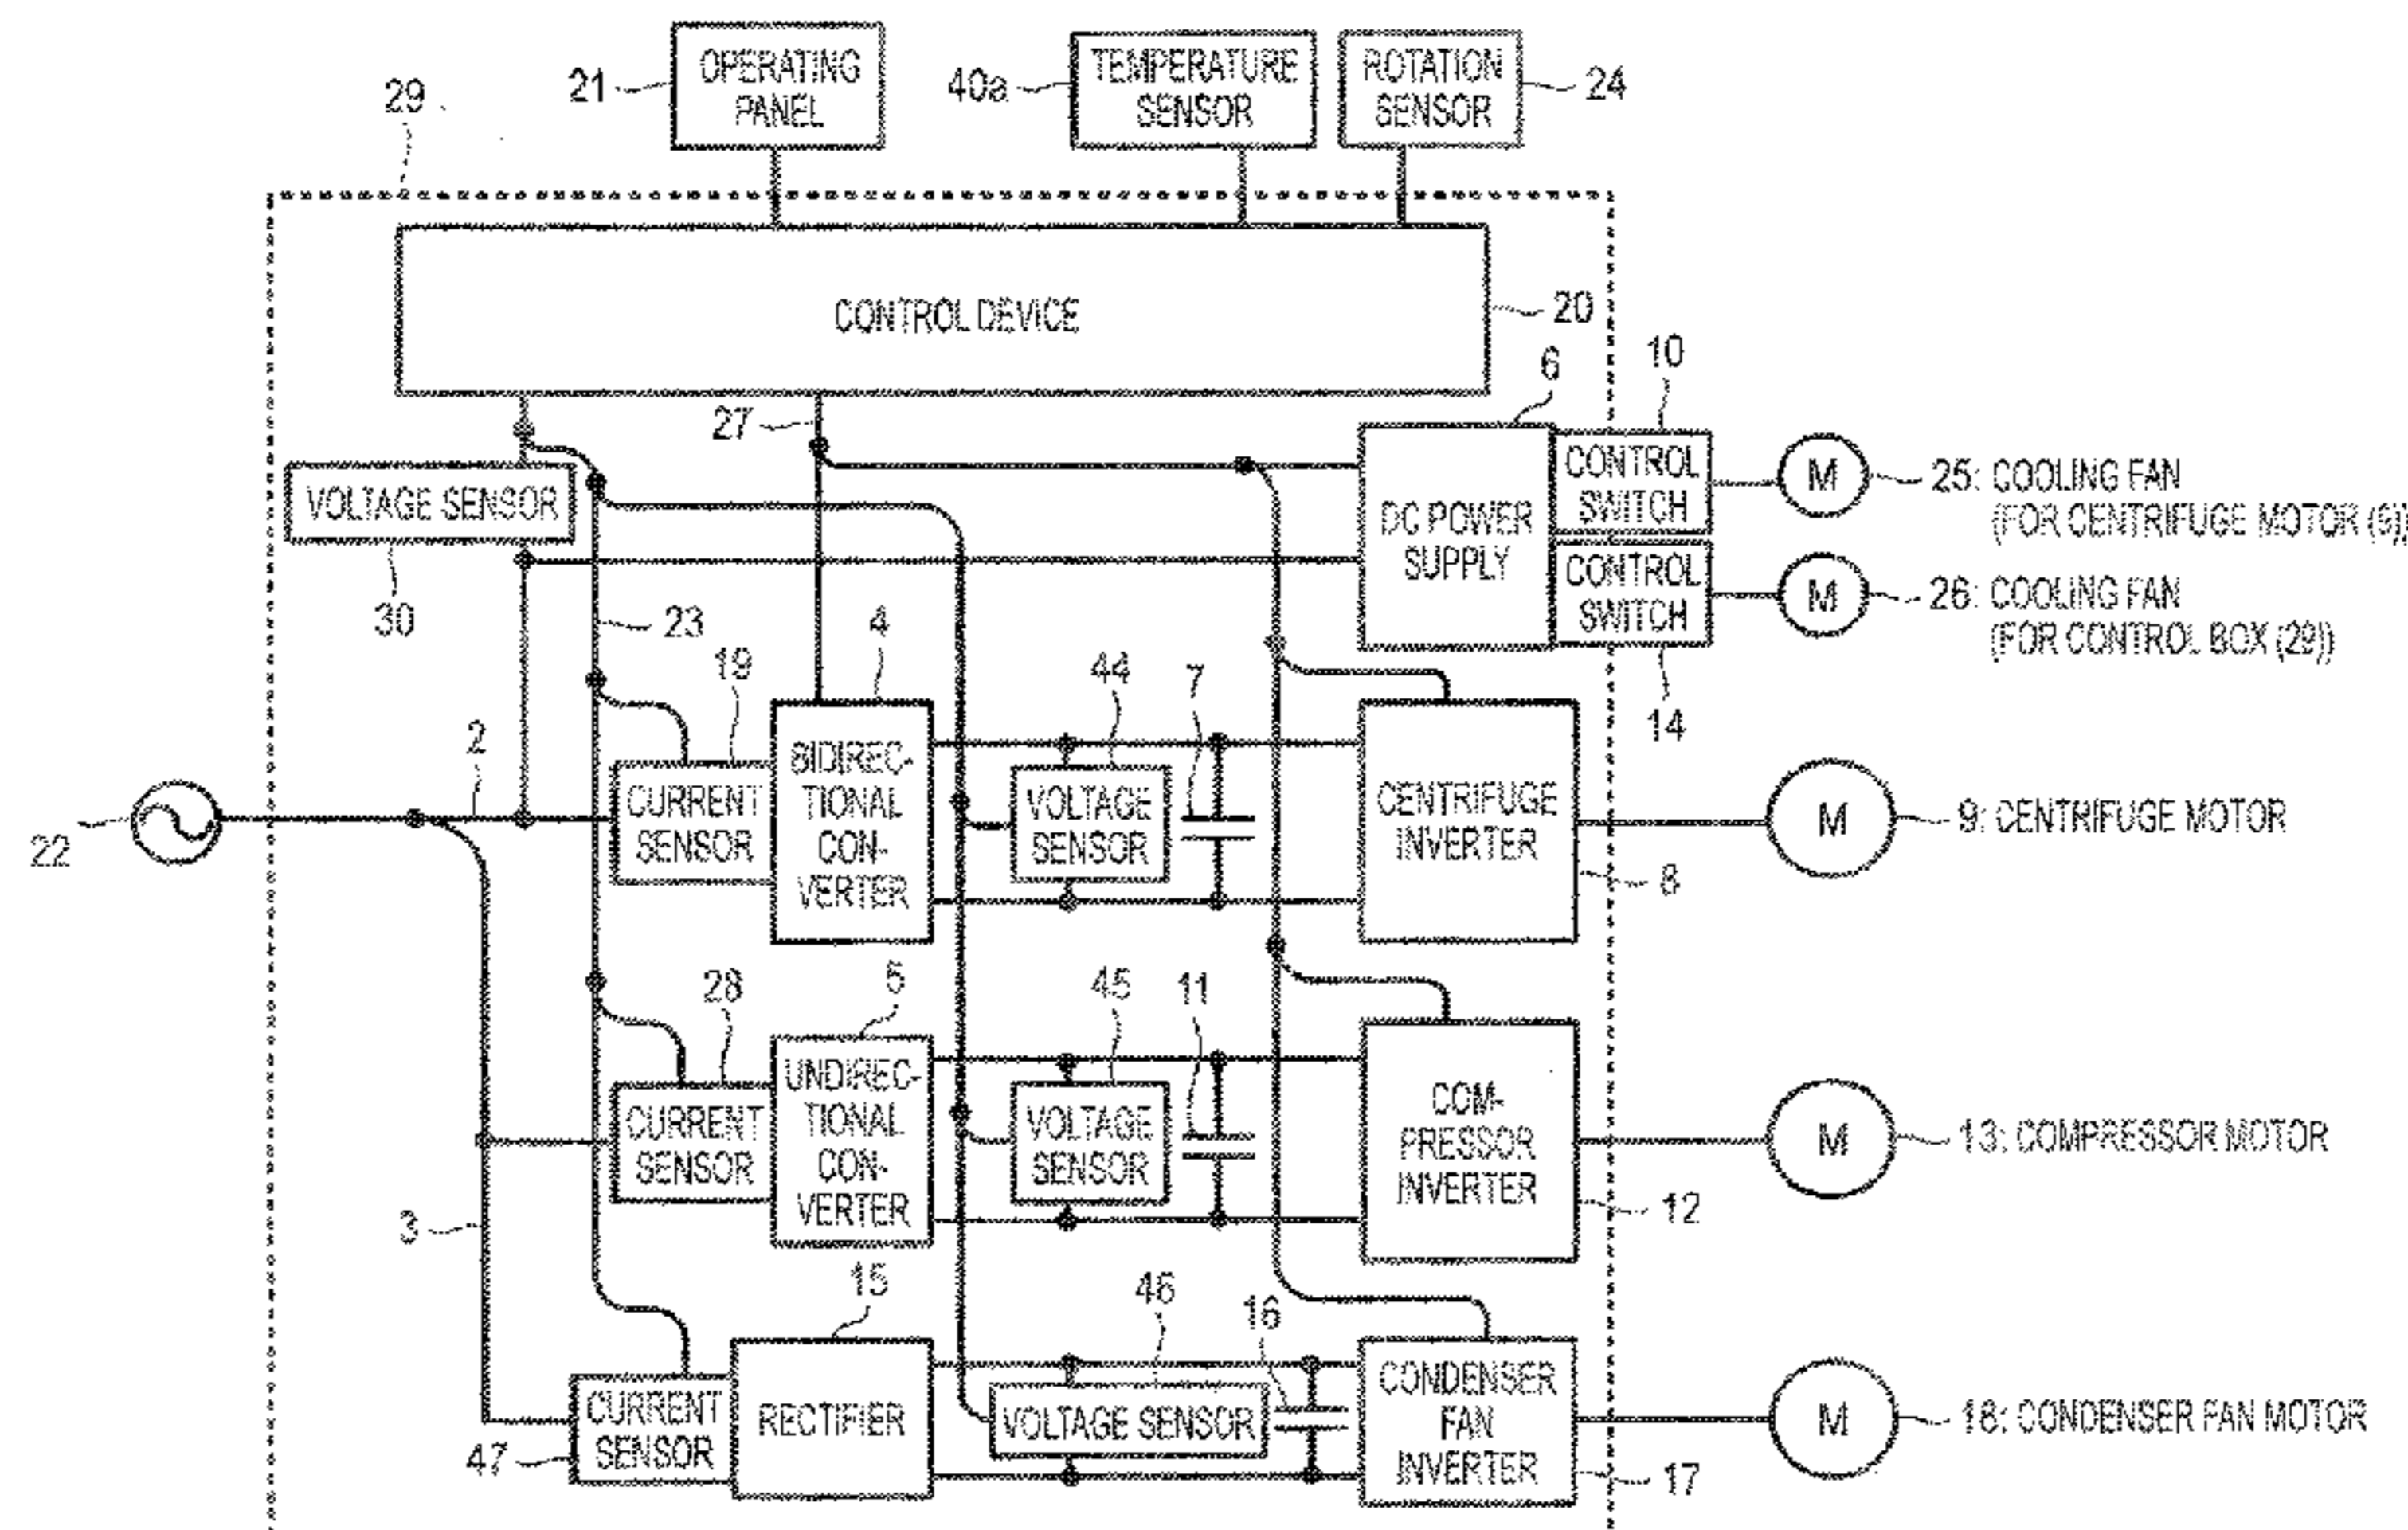 OPERATING
PANEL
21
TEMPERATURE
SENSOR
40a
ROTATION
SENSOR
24
29
CONTROL DEVICE
20
27
6
10
DC POWER
SUPPLY
CONTROL
SWITCH
M
25: COOLING FAN
(FOR CENTRIFUGE MOTOR (9))
CONTROL
SWITCH
M
26: COOLING FAN
(FOR CONTROL BOX (29))
14
VOLTAGE SENSOR
30
23
22
2
19
CURRENT
SENSOR
4
BIDIREC-
TIONAL
CON-
VERTER
44
VOLTAGE
SENSOR
7
CENTRIFUGE
INVERTER
8
M
9: CENTRIFUGE MOTOR
3
28
CURRENT
SENSOR
5
UNDIREC-
TIONAL
CON-
VERTER
45
VOLTAGE
SENSOR
11
COM-
PRESSOR
INVERTER
12
M
13: COMPRESSOR MOTOR
47
CURRENT
SENSOR
15
RECTIFIER
46
VOLTAGE SENSOR
16
CONDENSER
FAN
INVERTER
17
M
18: CONDENSER FAN MOTOR